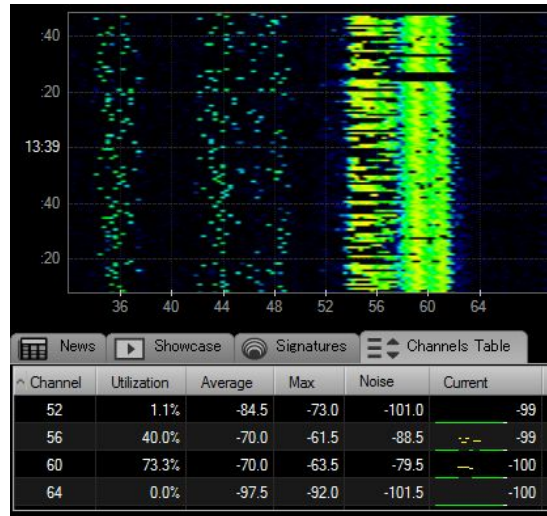 :40
:20
13:39
:40
:20
36 40 44 48 52 56 60 64
News Showcase Signatures Channels Table
Channel Utilization Average Max Noise Current
52 1.1% -84.5 -73.0 -101.0 -99
56 40.0% -70.0 -61.5 -88.5 -99
60 73.3% -70.0 -63.5 -79.5 -100
64 0.0% -97.5 -92.0 -101.5 -100